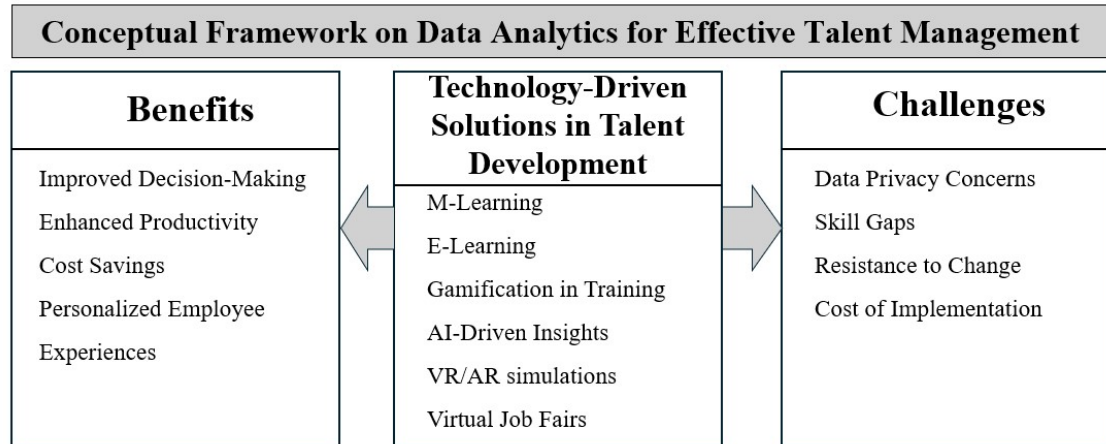 Conceptual Framework on Data Analytics for Effective Talent Management
Benefits
Improved Decision-Making
Enhanced Productivity
Cost Savings
Personalized Employee
Experiences
Technology-Driven
Solutions in Talent
Development
M-Learning
E-Learning
Gamification in Training
AI-Driven Insights
VR/AR simulations
Virtual Job Fairs
Challenges
Data Privacy Concerns
Skill Gaps
Resistance to Change
Cost of Implementation